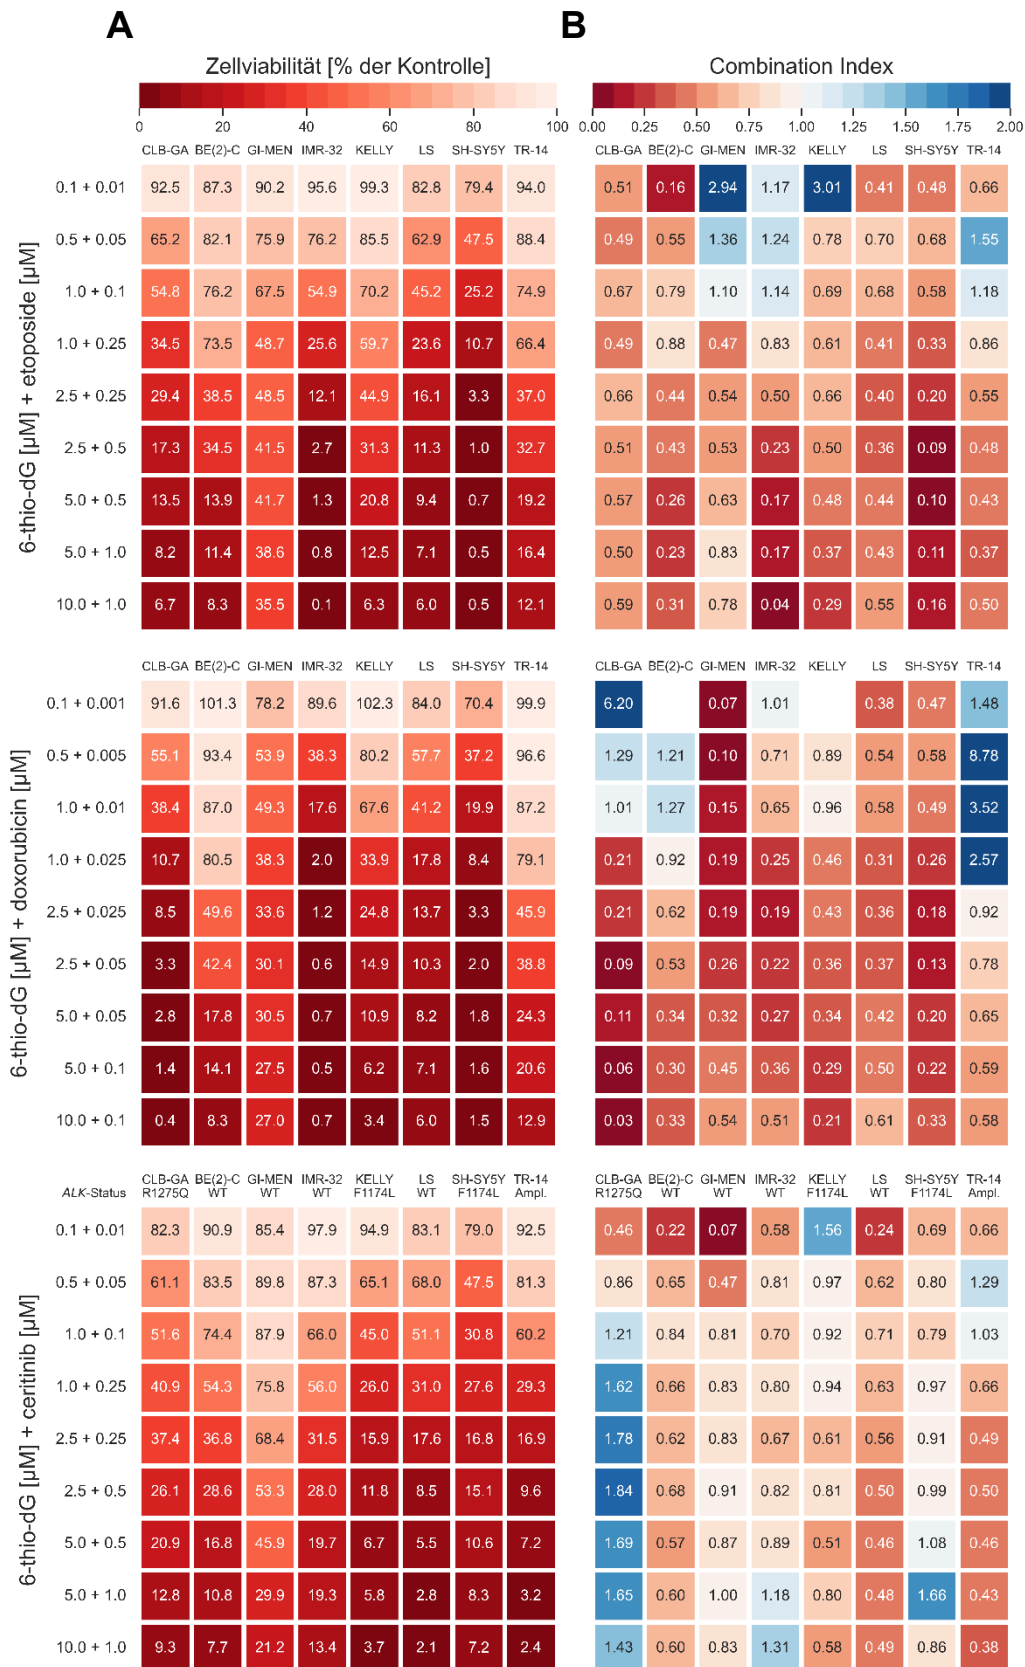 A B
Zellviabilität [% der Kontrolle] Combination Index
0 20 40 60 80 100 0.00 0.25 0.50 0.75 1.00 1.25 1.50 1.75 2.00
CLB-GA BE(2)-C GI-MEN IMR-32 KELLY LS SH-SY5Y TR-14 CLB-GA BE(2)-C GI-MEN IMR-32 KELLY LS SH-SY5Y TR-14
6-thio-dG [µM] + etoposide [µM]
0.1 + 0.01 92.5 87.3 90.2 95.6 99.3 82.8 79.4 94.0 0.51 0.16 2.94 1.17 3.01 0.41 0.48 0.66
0.5 + 0.05 65.2 82.1 75.9 76.2 85.5 62.9 47.5 88.4 0.49 0.55 1.36 1.24 0.78 0.70 0.68 1.55
1.0 + 0.1 54.8 76.2 67.5 54.9 70.2 45.2 25.2 74.9 0.67 0.79 1.10 1.14 0.69 0.68 0.58 1.18
1.0 + 0.25 34.5 73.5 48.7 25.6 59.7 23.6 10.7 66.4 0.49 0.88 0.47 0.83 0.61 0.41 0.33 0.86
2.5 + 0.25 29.4 38.5 48.5 12.1 44.9 16.1 3.3 37.0 0.66 0.44 0.54 0.50 0.66 0.40 0.20 0.55
2.5 + 0.5 17.3 34.5 41.5 2.7 31.3 11.3 1.0 32.7 0.51 0.43 0.53 0.23 0.50 0.36 0.09 0.48
5.0 + 0.5 13.5 13.9 41.7 1.3 20.8 9.4 0.7 19.2 0.57 0.26 0.63 0.17 0.48 0.44 0.10 0.43
5.0 + 1.0 8.2 11.4 38.6 0.8 12.5 7.1 0.5 16.4 0.50 0.23 0.83 0.17 0.37 0.43 0.11 0.37
10.0 + 1.0 6.7 8.3 35.5 0.1 6.3 6.0 0.5 12.1 0.59 0.31 0.78 0.04 0.29 0.55 0.16 0.50
CLB-GA BE(2)-C GI-MEN IMR-32 KELLY LS SH-SY5Y TR-14 CLB-GA BE(2)-C GI-MEN IMR-32 KELLY LS SH-SY5Y TR-14
6-thio-dG [µM] + doxorubicin [µM]
0.1 + 0.001 91.6 101.3 78.2 89.6 102.3 84.0 70.4 99.9 6.20 0.07 1.01 0.38 0.47 1.48
0.5 + 0.005 55.1 93.4 53.9 38.3 80.2 57.7 37.2 96.6 1.29 1.21 0.10 0.71 0.89 0.54 0.58 8.78
1.0 + 0.01 38.4 87.0 49.3 17.6 67.6 41.2 19.9 87.2 1.01 1.27 0.15 0.65 0.96 0.58 0.49 3.52
1.0 + 0.025 10.7 80.5 38.3 2.0 33.9 17.8 8.4 79.1 0.21 0.92 0.19 0.25 0.46 0.31 0.26 2.57
2.5 + 0.025 8.5 49.6 33.6 1.2 24.8 13.7 3.3 45.9 0.21 0.62 0.19 0.19 0.43 0.36 0.18 0.92
2.5 + 0.05 3.3 42.4 30.1 0.6 14.9 10.3 2.0 38.8 0.09 0.53 0.26 0.22 0.36 0.37 0.13 0.78
5.0 + 0.05 2.8 17.8 30.5 0.7 10.9 8.2 1.8 24.3 0.11 0.34 0.32 0.27 0.34 0.42 0.20 0.65
5.0 + 0.1 1.4 14.1 27.5 0.5 6.2 7.1 1.6 20.6 0.06 0.30 0.45 0.36 0.29 0.50 0.22 0.59
10.0 + 0.1 0.4 8.3 27.0 0.7 3.4 6.0 1.5 12.9 0.03 0.33 0.54 0.51 0.21 0.61 0.33 0.58
CLB-GA BE(2)-C GI-MEN IMR-32 KELLY LS SH-SY5Y TR-14 CLB-GA BE(2)-C GI-MEN IMR-32 KELLY LS SH-SY5Y TR-14
ALK-Status R1275Q WT WT WT F1174L WT F1174L Ampl. R1275Q WT WT WT F1174L WT F1174L Ampl.
6-thio-dG [µM] + ceritinib [µM]
0.1 + 0.01 82.3 90.9 85.4 97.9 94.9 83.1 79.0 92.5 0.46 0.22 0.07 0.58 1.56 0.24 0.69 0.66
0.5 + 0.05 61.1 83.5 89.8 87.3 65.1 68.0 47.5 81.3 0.86 0.65 0.47 0.81 0.97 0.62 0.80 1.29
1.0 + 0.1 51.6 74.4 87.9 66.0 45.0 51.1 30.8 60.2 1.21 0.84 0.81 0.70 0.92 0.71 0.79 1.03
1.0 + 0.25 40.9 54.3 75.8 56.0 26.0 31.0 27.6 29.3 1.62 0.66 0.83 0.80 0.94 0.63 0.97 0.66
2.5 + 0.25 37.4 36.8 68.4 31.5 15.9 17.6 16.8 16.9 1.78 0.62 0.83 0.67 0.61 0.56 0.91 0.49
2.5 + 0.5 26.1 28.6 53.3 28.0 11.8 8.5 15.1 9.6 1.84 0.68 0.91 0.82 0.81 0.50 0.99 0.50
5.0 + 0.5 20.9 16.8 45.9 19.7 6.7 5.5 10.6 7.2 1.69 0.57 0.87 0.89 0.51 0.46 1.08 0.46
5.0 + 1.0 12.8 10.8 29.9 19.3 5.8 2.8 8.3 3.2 1.65 0.60 1.00 1.18 0.80 0.48 1.66 0.43
10.0 + 1.0 9.3 7.7 21.2 13.4 3.7 2.1 7.2 2.4 1.43 0.60 0.83 1.31 0.58 0.49 0.86 0.38